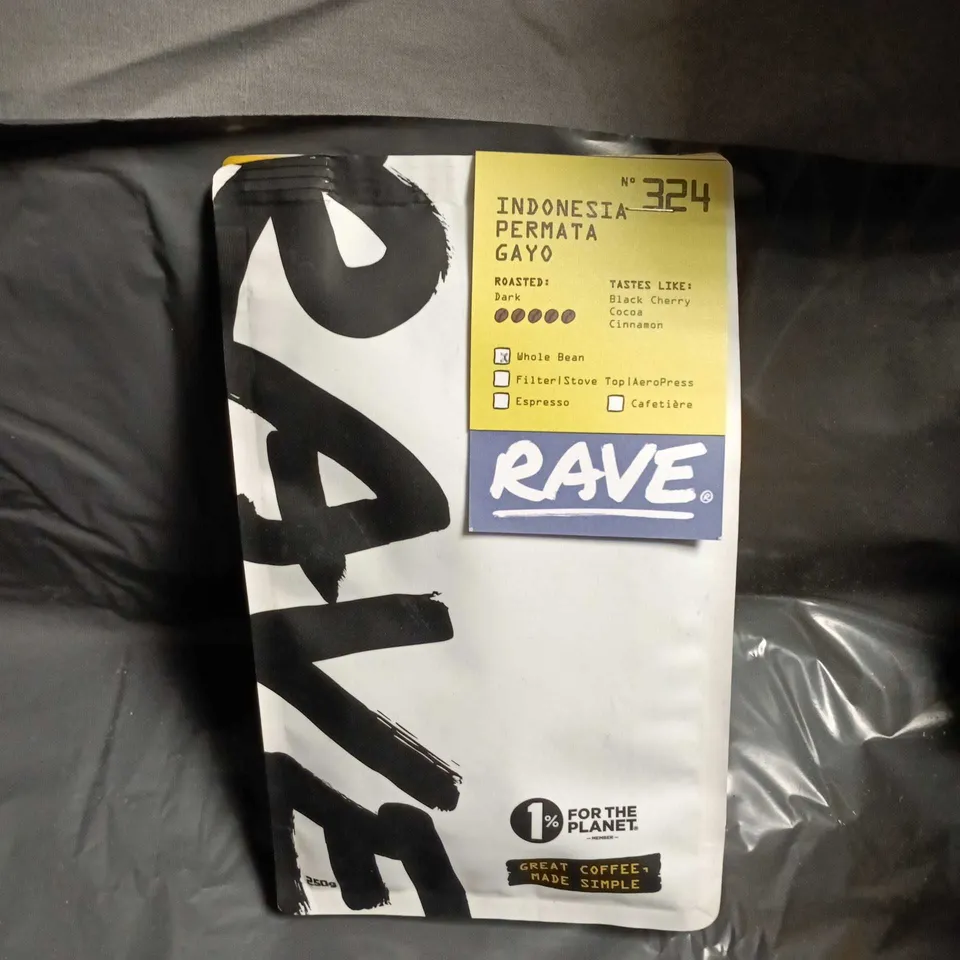 RAVE
Nº 324
INDONESIA
PERMATA
GAYO
ROASTED:
Dark
TASTES LIKE:
Black Cherry
Cocoa
Cinnamon
x Whole Bean
Filter|Stove Top|AeroPress
Espresso
Cafetière
RAVE®
1% FOR THE
PLANET®
MEMBER
GREAT COFFEE,
MADE SIMPLE
250g